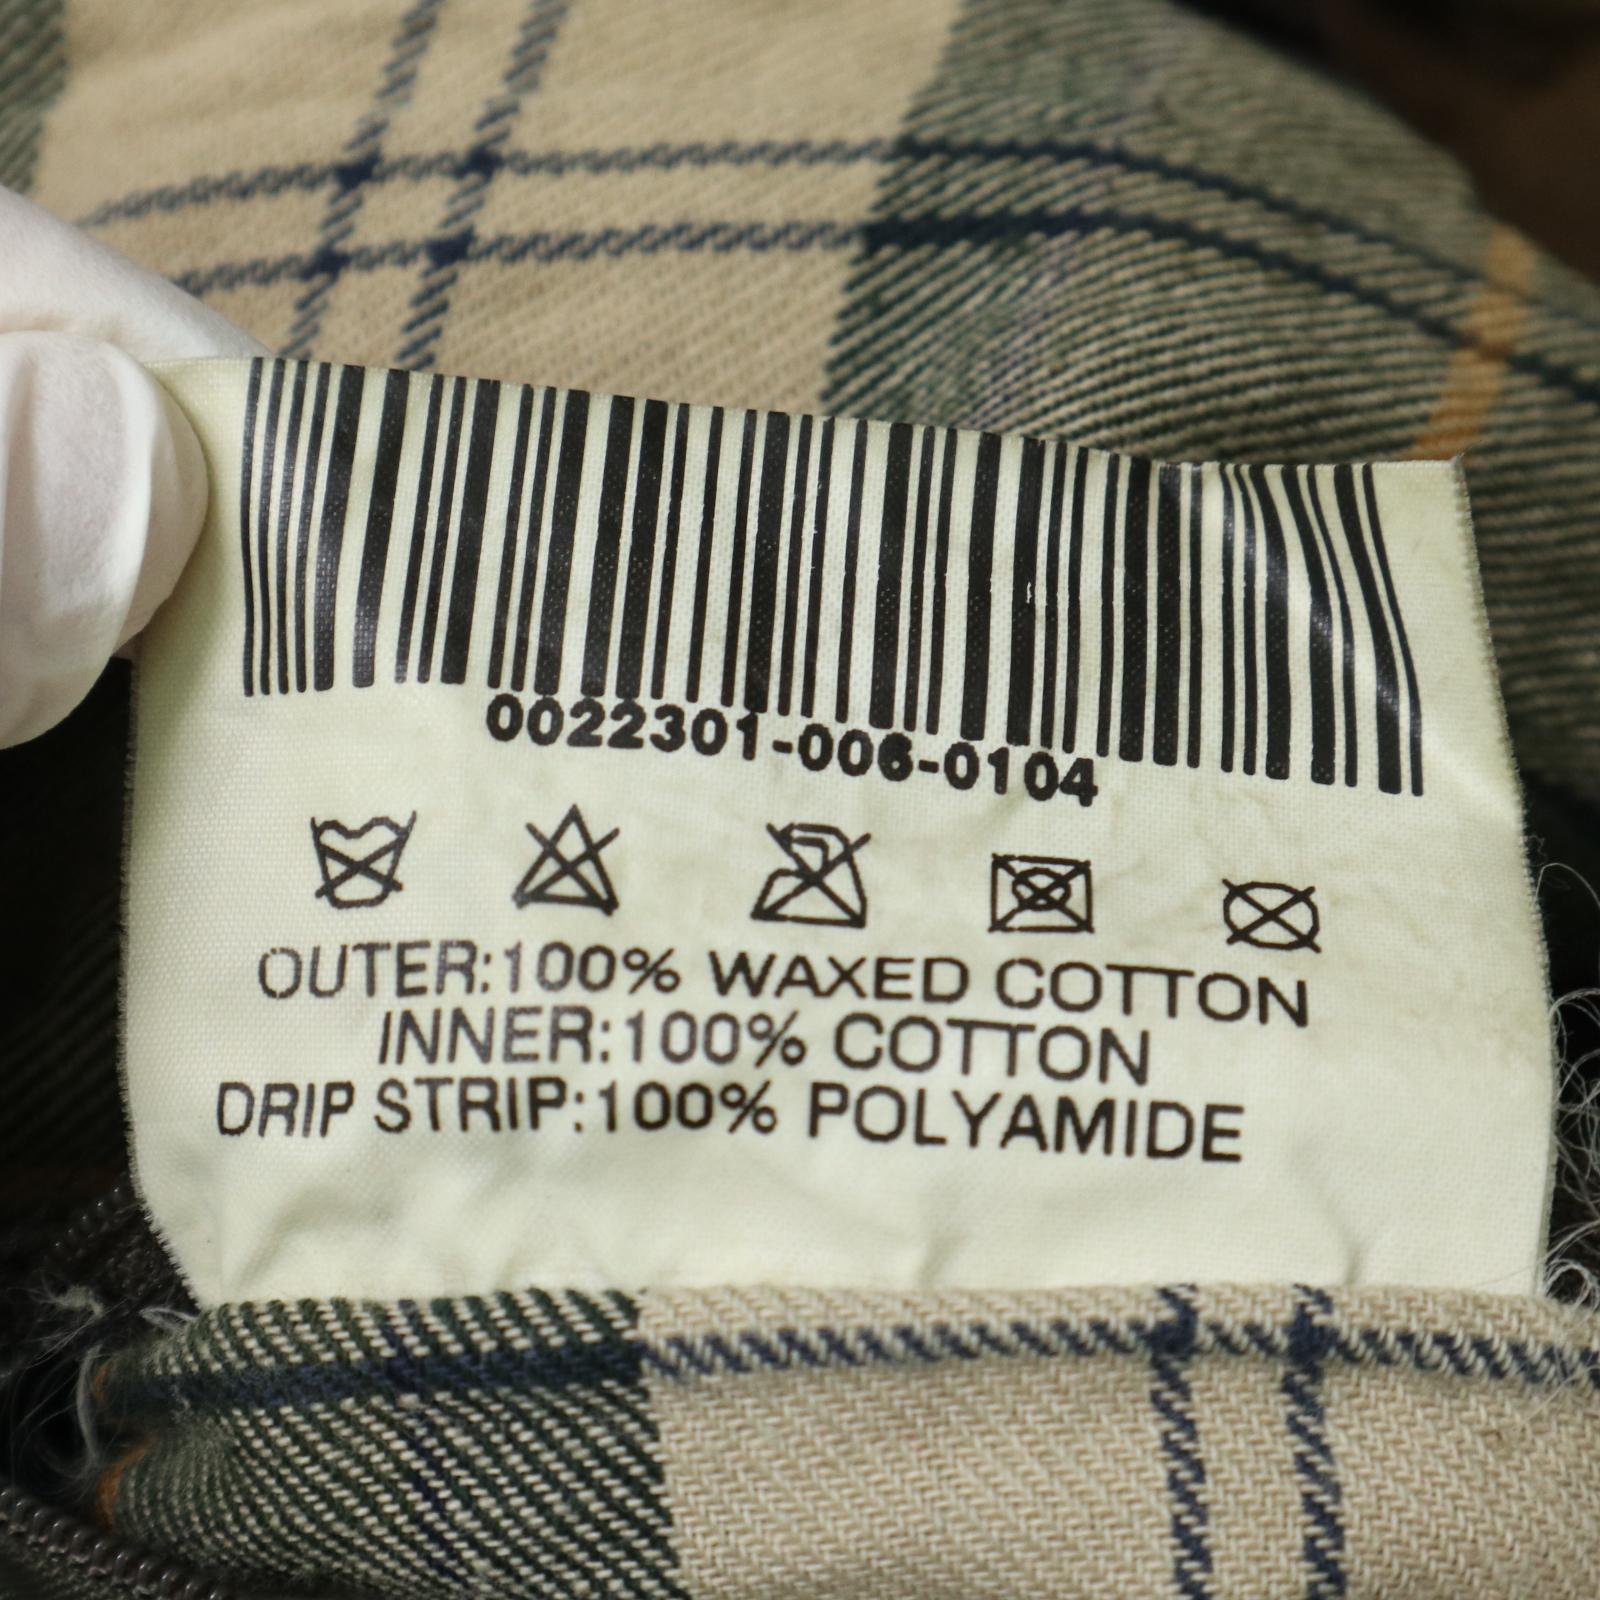 0022301-006-0104
OUTER:100% WAXED COTTON
INNER:100% COTTON
DRIP STRIP:100% POLYAMIDE